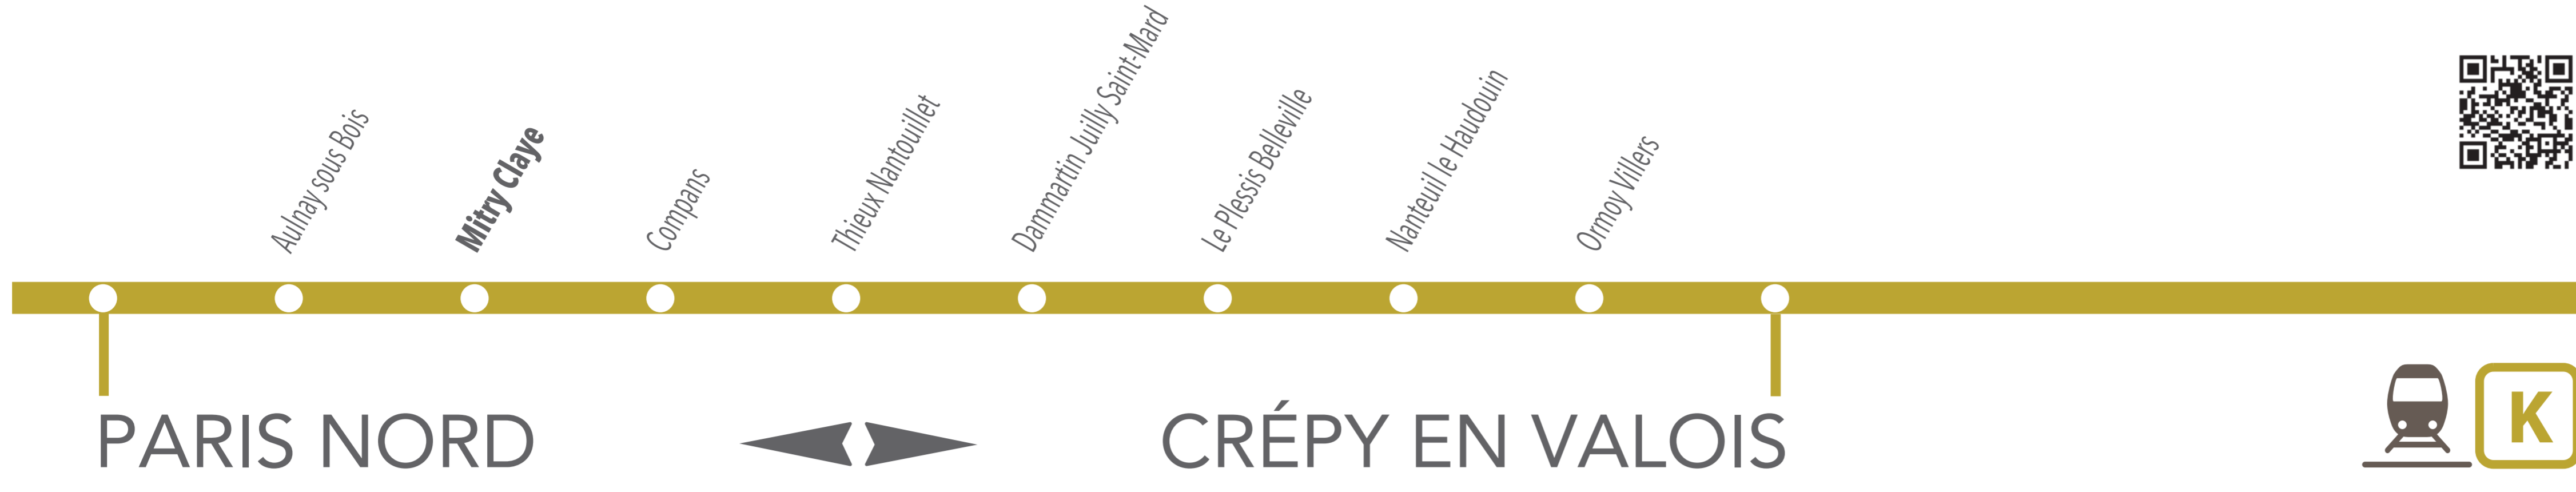 Aulnay sous Bois
Mitry Claye
Compans
Thieux Nantouillet
Dammartin Juilly Saint-Mard
Le Plessis Belleville
Nanteuil le Haudouin
Ormoy Villers
PARIS NORD
CRÉPY EN VALOIS
K